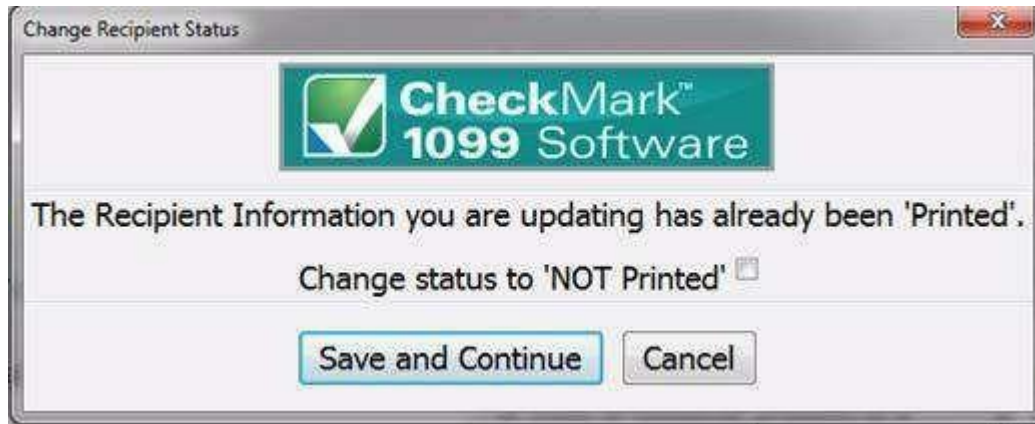 Change Recipient Status
CheckMark™
1099 Software
The Recipient Information you are updating has already been 'Printed'.
Change status to 'NOT Printed'
Save and Continue
Cancel